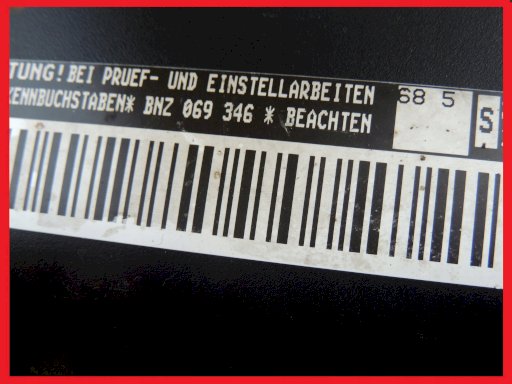 TUNG! BEI PRUEF- UND EINSTELLARBEITEN 68 5
KENNBUCHSTABEN* BNZ 069 346 * BEACHTEN S